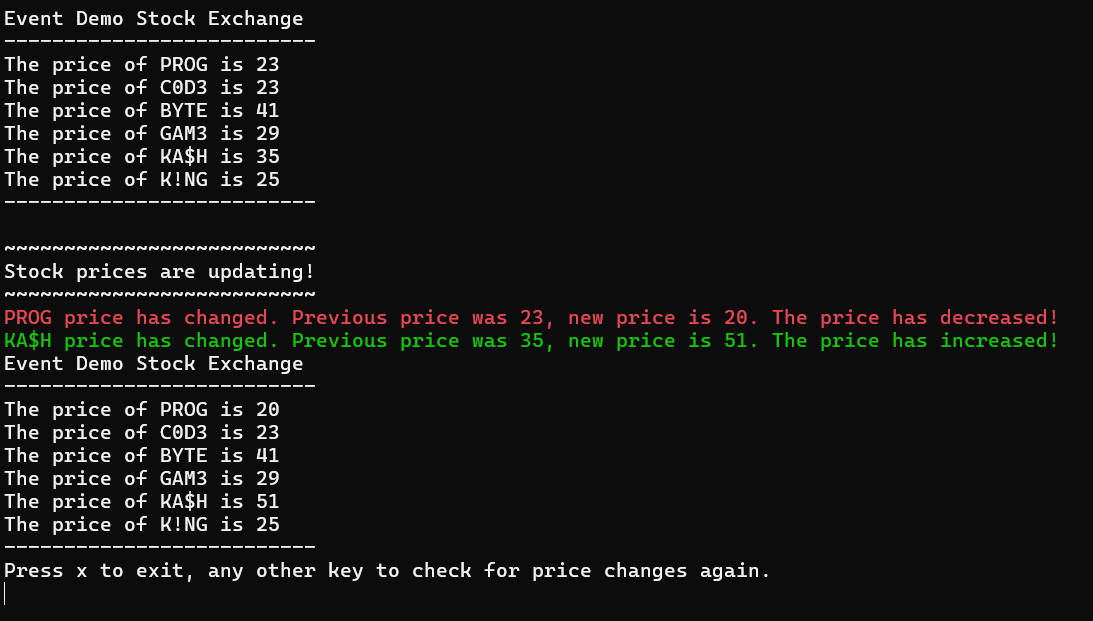 Event Demo Stock Exchange
--------------------------
The price of PROG is 23
The price of C0D3 is 23
The price of BYTE is 41
The price of GAM3 is 29
The price of KA$H is 35
The price of K!NG is 25
--------------------------
~~~~~~~~~~~~~~~~~~~~~~~~~~
Stock prices are updating!
~~~~~~~~~~~~~~~~~~~~~~~~~~
PROG price has changed. Previous price was 23, new price is 20. The price has decreased!
KA$H price has changed. Previous price was 35, new price is 51. The price has increased!
Event Demo Stock Exchange
--------------------------
The price of PROG is 20
The price of C0D3 is 23
The price of BYTE is 41
The price of GAM3 is 29
The price of KA$H is 51
The price of K!NG is 25
--------------------------
Press x to exit, any other key to check for price changes again.